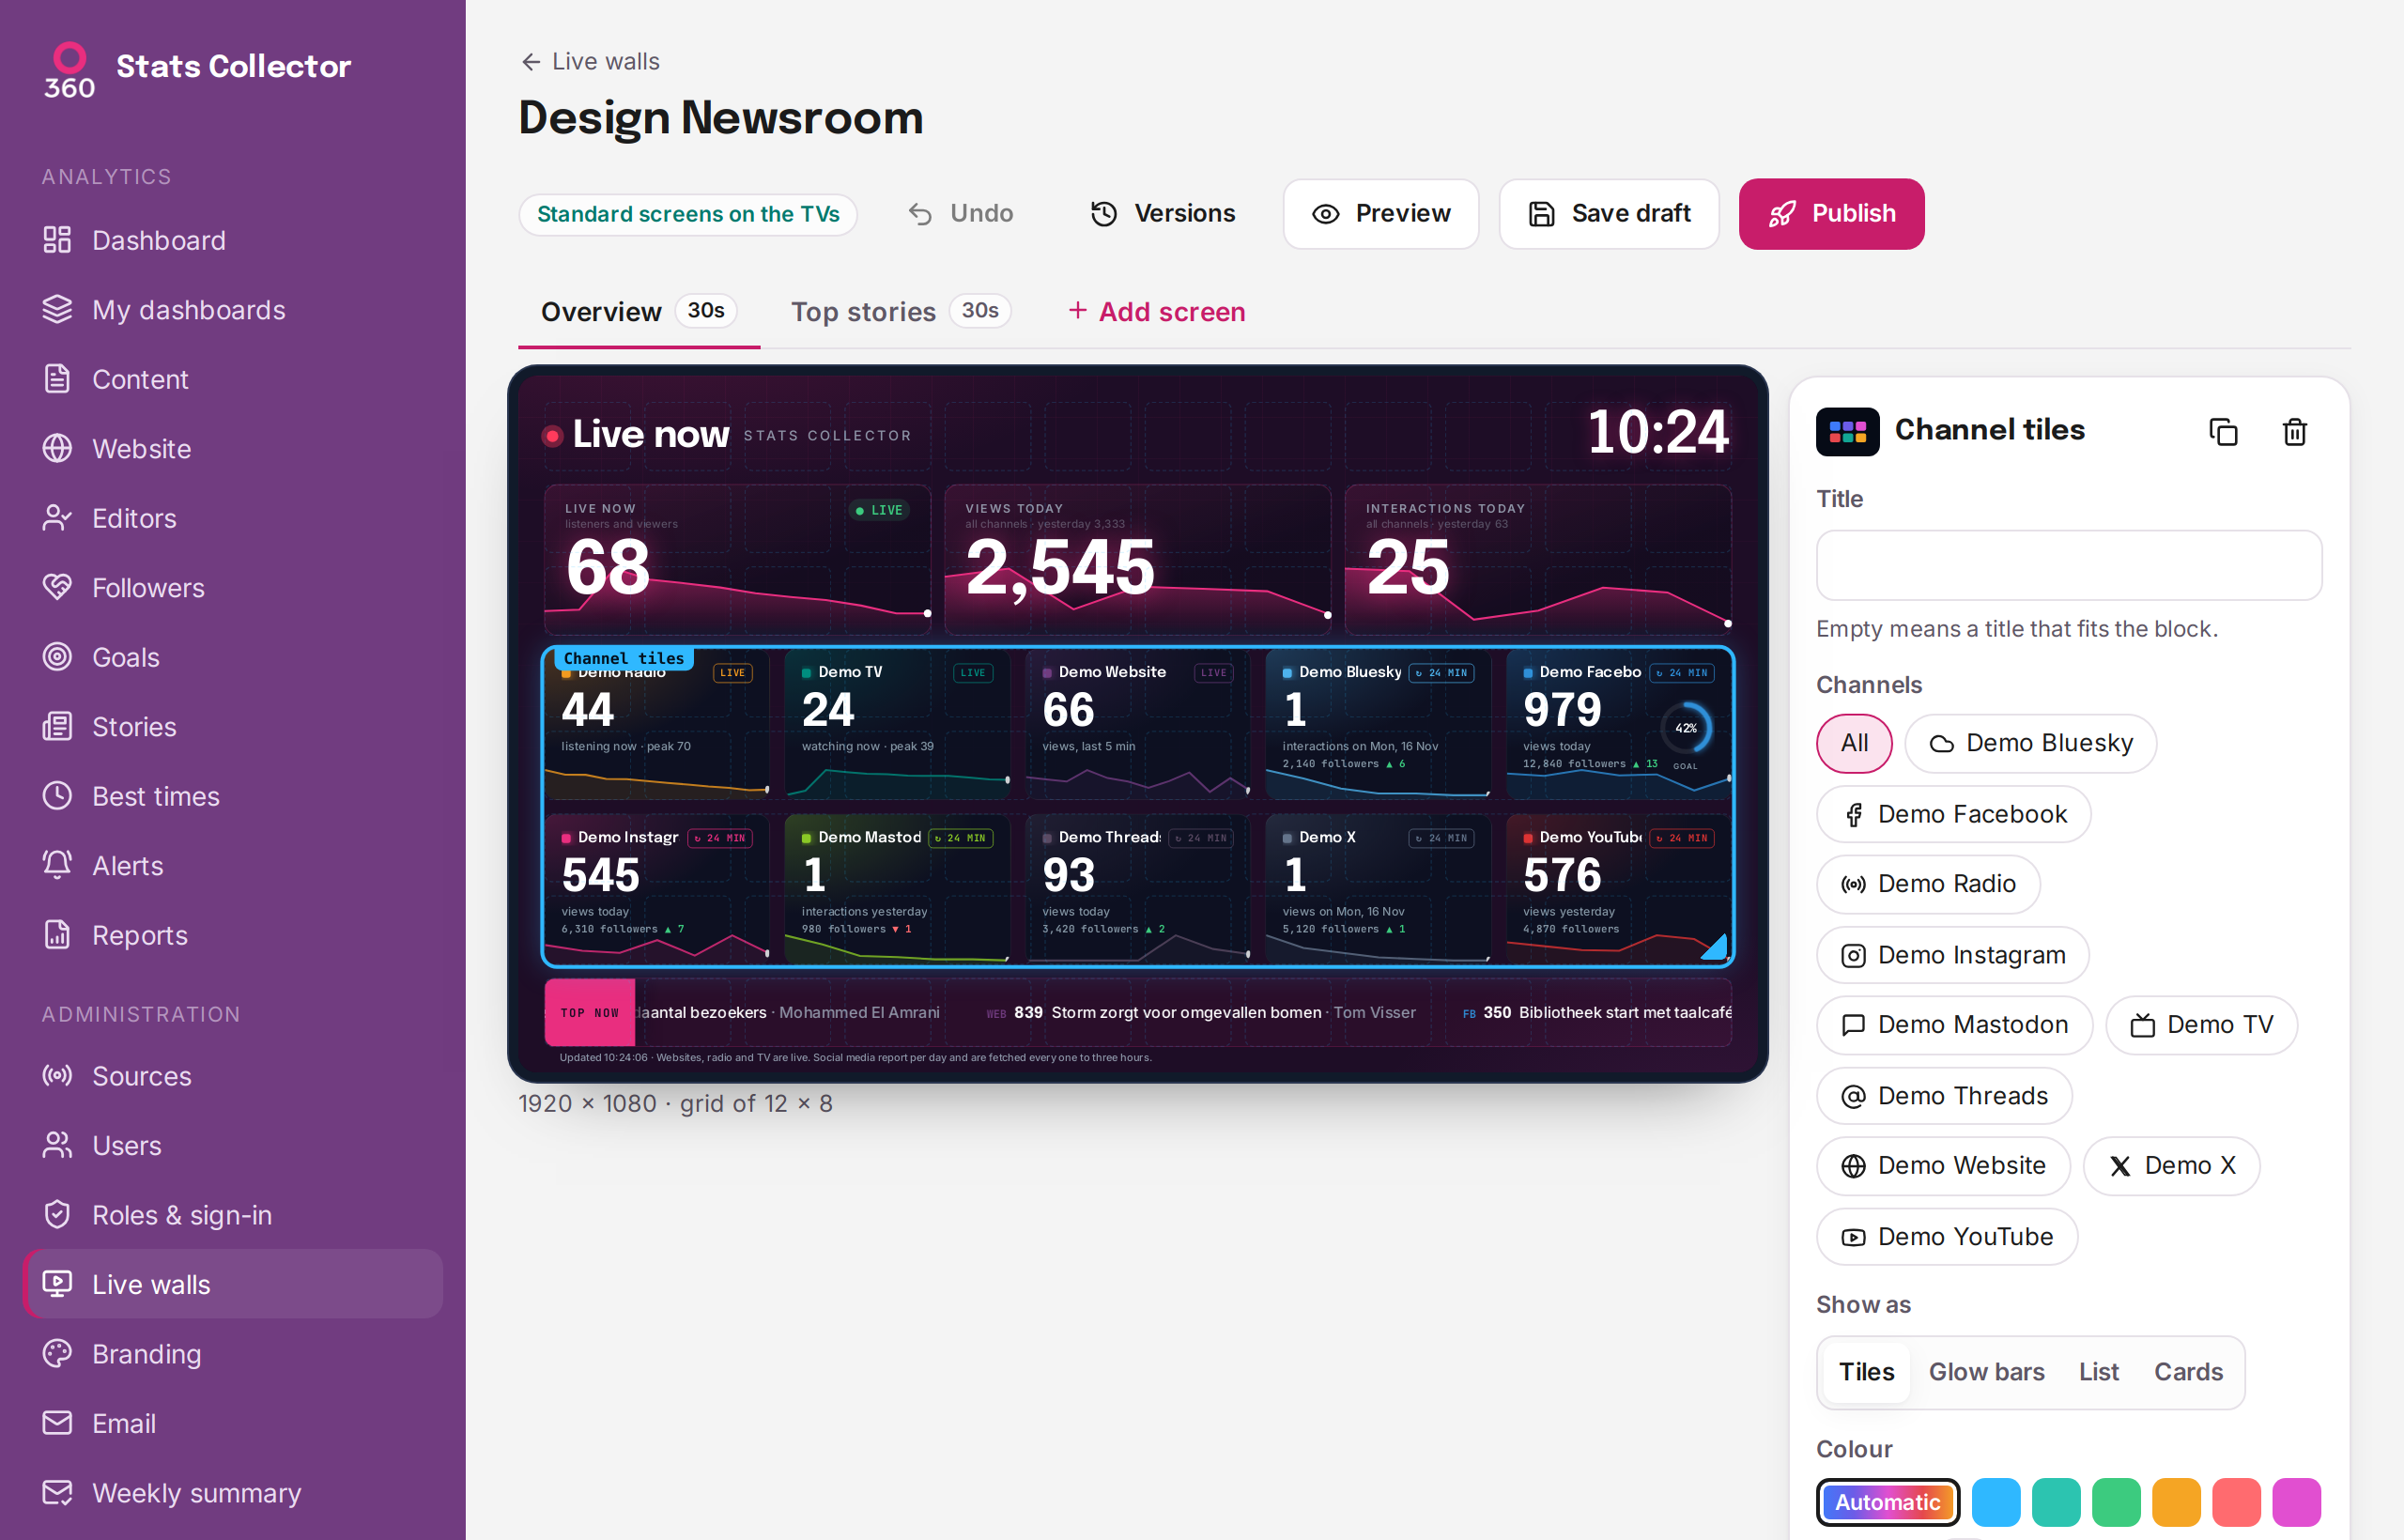 360 Stats Collector
ANALYTICS
Dashboard
My dashboards
Content
Website
Editors
Followers
Goals
Stories
Best times
Alerts
Reports
ADMINISTRATION
Sources
Users
Roles & sign-in
Live walls
Branding
Email
Weekly summary
← Live walls
Design Newsroom
Standard screens on the TVs
Undo
Versions
Preview
Save draft
Publish
Overview 30s
Top stories 30s
+ Add screen
Live now STATS COLLECTOR
10:24
LIVE NOW
listeners and viewers
● LIVE
68
VIEWS TODAY
all channels · yesterday 3,333
2,545
INTERACTIONS TODAY
all channels · yesterday 63
25
Channel tiles
Demo Radio LIVE
44
listening now · peak 70
Demo TV LIVE
24
watching now · peak 39
Demo Website LIVE
66
views, last 5 min
Demo Bluesky ↻ 24 MIN
1
interactions on Mon, 16 Nov
2,140 followers ▲ 6
Demo Facebo ↻ 24 MIN
979
42%
GOAL
views today
12,840 followers ▲ 13
Demo Instagr ↻ 24 MIN
545
views today
6,310 followers ▲ 7
Demo Mastod ↻ 24 MIN
1
interactions yesterday
980 followers ▼ 1
Demo Threads ↻ 24 MIN
93
views today
3,420 followers ▲ 2
Demo X ↻ 24 MIN
1
views on Mon, 16 Nov
5,120 followers ▲ 1
Demo YouTube ↻ 24 MIN
576
views yesterday
4,870 followers
TOP NOW
daantal bezoekers · Mohammed El Amrani
WEB 839 Storm zorgt voor omgevallen bomen · Tom Visser
FB 350 Bibliotheek start met taalcafé
Updated 10:24:06 · Websites, radio and TV are live. Social media report per day and are fetched every one to three hours.
1920 × 1080 · grid of 12 × 8
Channel tiles
Title
Empty means a title that fits the block.
Channels
All
Demo Bluesky
Demo Facebook
Demo Radio
Demo Instagram
Demo Mastodon
Demo TV
Demo Threads
Demo Website
Demo X
Demo YouTube
Show as
Tiles
Glow bars
List
Cards
Colour
Automatic